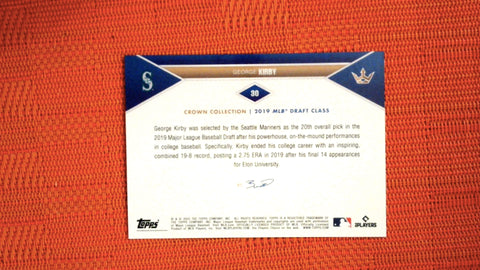 GEORGE KIRBY
30
CROWN COLLECTION | 2019 MLB® DRAFT CLASS
George Kirby was selected by the Seattle Mariners as the 20th overall pick in the
2019 Major League Baseball Draft after his powerhouse, on-the-mound performances
in college baseball. Specifically, Kirby ended his college career with an inspiring,
combined 19-8 record, posting a 2.75 ERA in 2019 after his final 14 appearances
for Elon University.
TOPPS
PLAYERS